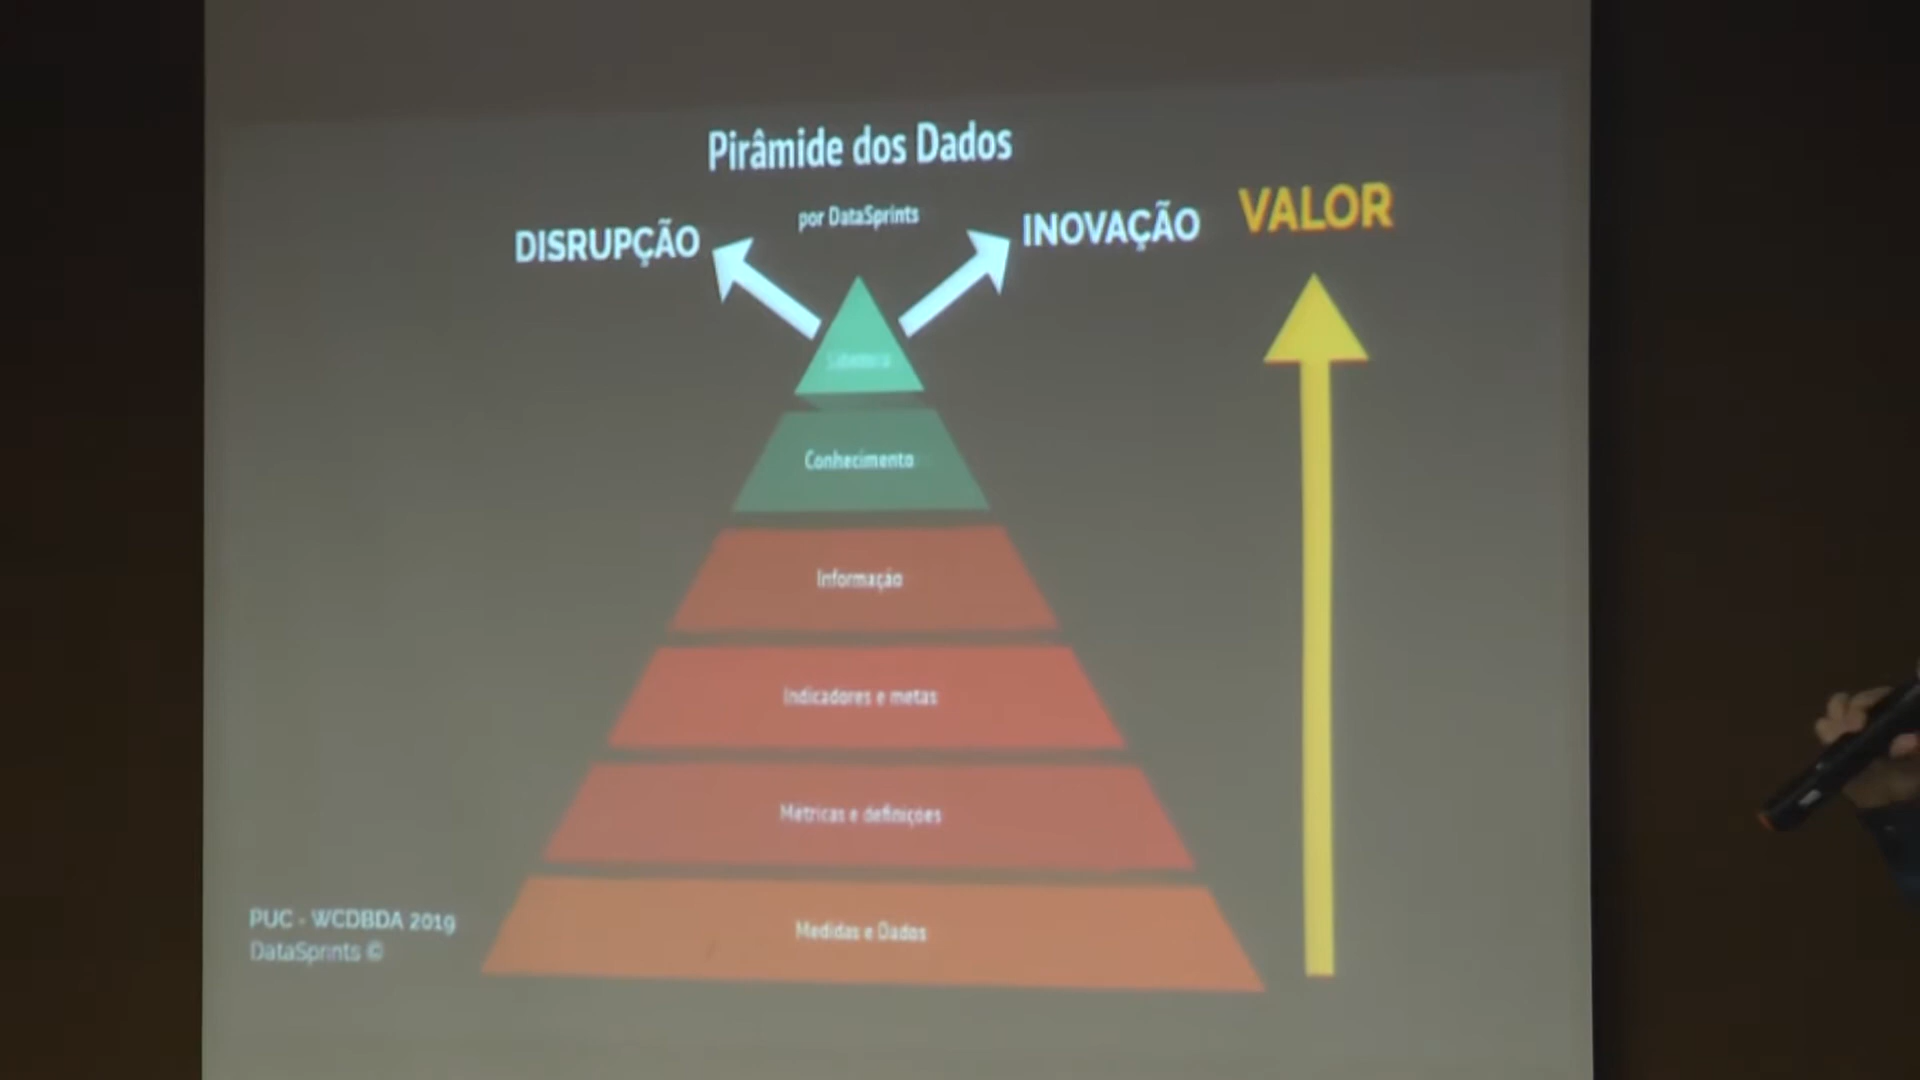 Pirâmide dos Dados
por DataSprints
DISRUPÇÃO
INOVAÇÃO
VALOR
Sabedoria
Conhecimento
Informação
Indicadores e metas
Métricas e definições
Medidas e Dados
PUC - WCDBDA 2019
DataSprints ©